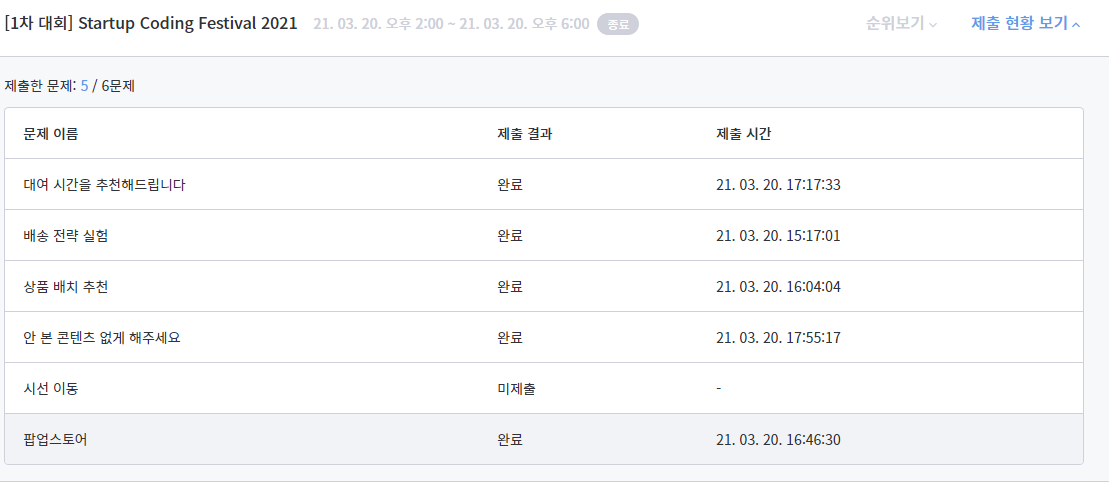 [1차 대회] Startup Coding Festival 2021 21. 03. 20. 오후 2:00 ~ 21. 03. 20. 오후 6:00 종료 순위보기 제출 현황 보기
제출한 문제: 5 / 6문제
문제 이름 제출 결과 제출 시간
대여 시간을 추천해드립니다 완료 21. 03. 20. 17:17:33
배송 전략 실험 완료 21. 03. 20. 15:17:01
상품 배치 추천 완료 21. 03. 20. 16:04:04
안 본 콘텐츠 없게 해주세요 완료 21. 03. 20. 17:55:17
시선 이동 미제출 -
팝업스토어 완료 21. 03. 20. 16:46:30